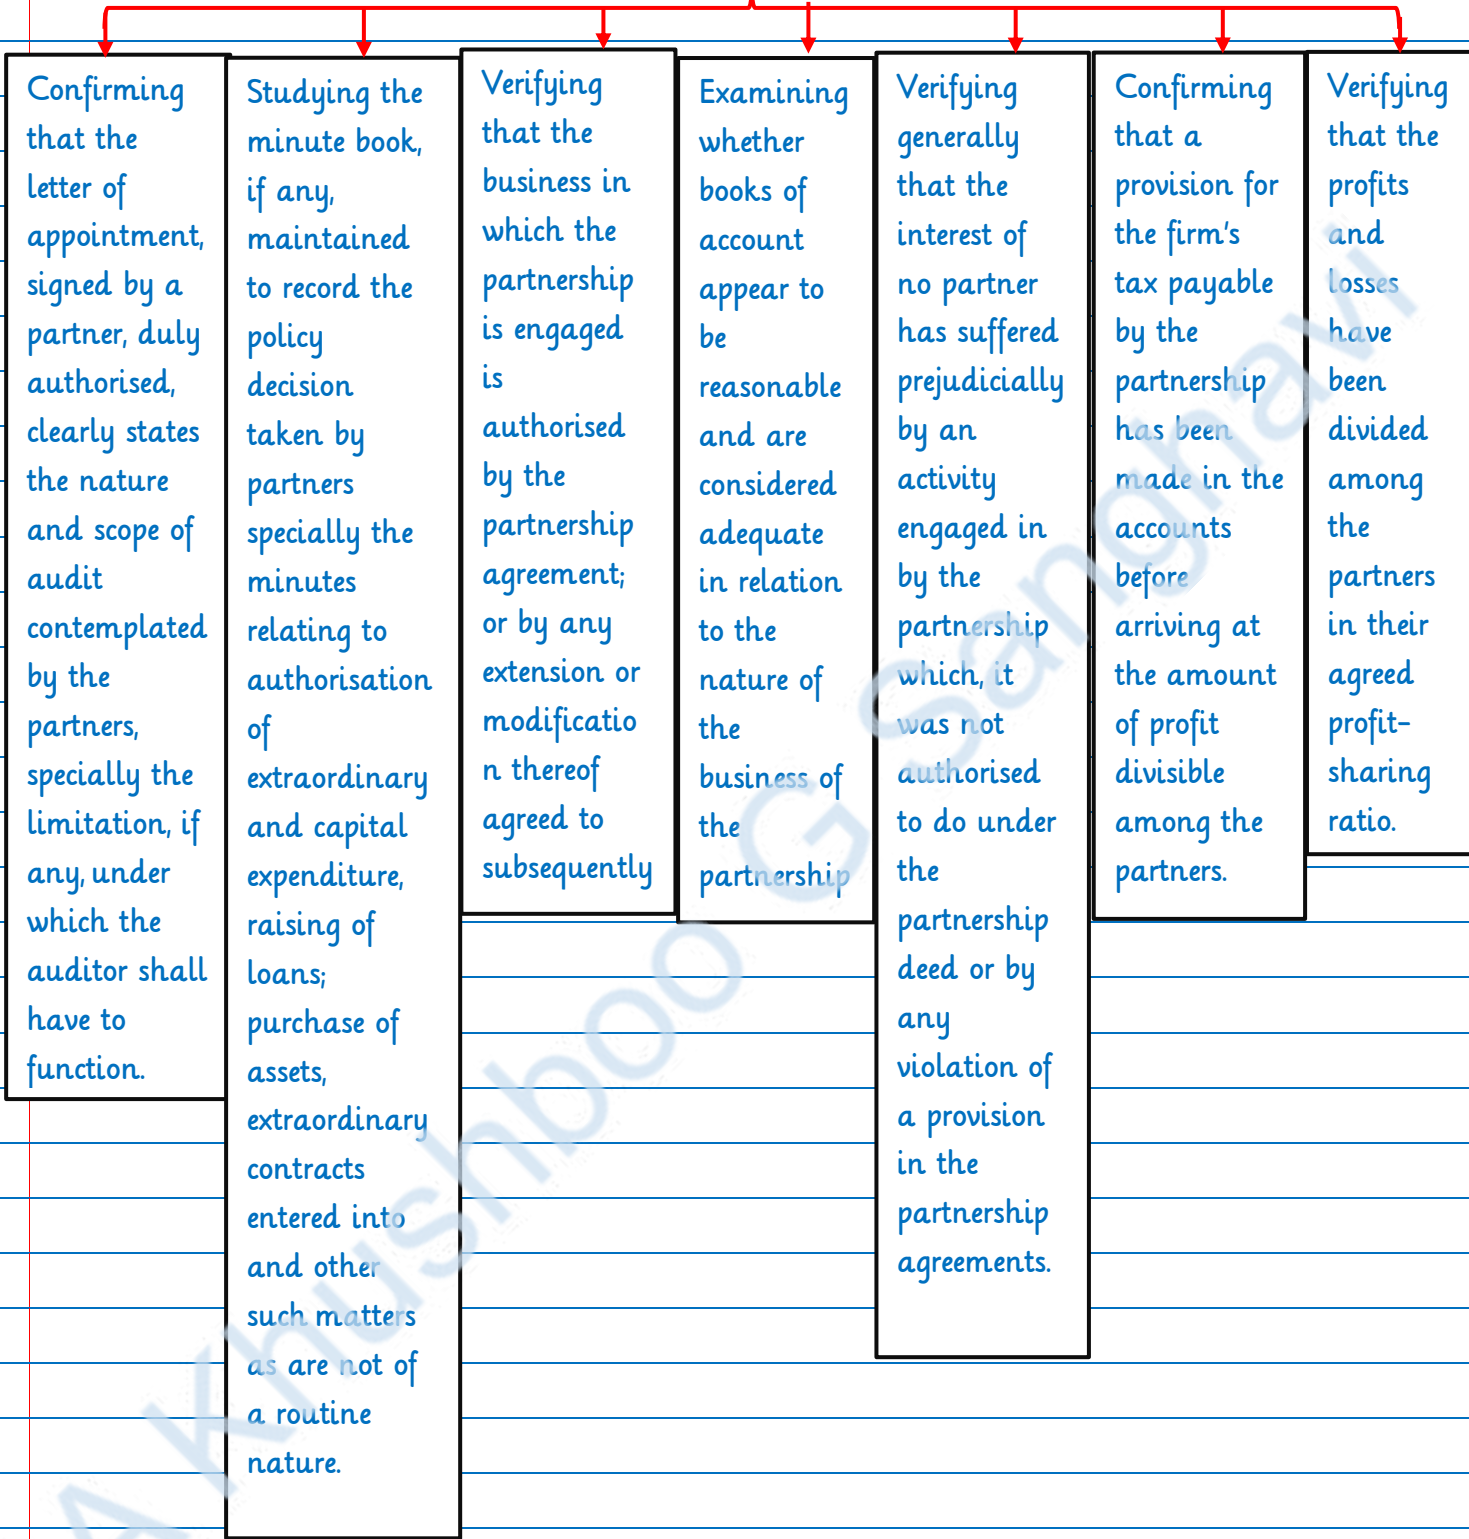 Confirming
that the
letter of
appointment,
signed by a
partner, duly
authorised,
clearly states
the nature
and scope of
audit
contemplated
by the
partners,
specially the
limitation, if
any, under
which the
auditor shall
have to
function.
Studying the
minute book,
if any,
maintained
to record the
policy
decision
taken by
partners
specially the
minutes
relating to
authorisation
of
extraordinary
and capital
expenditure,
raising of
loans;
purchase of
assets,
extraordinary
contracts
entered into
and other
such matters
as are not of
a routine
nature.
Verifying
that the
business in
which the
partnership
is engaged
is
authorised
by the
partnership
agreement;
or by any
extension or
modificatio
n thereof
agreed to
subsequently
Examining
whether
books of
account
appear to
be
reasonable
and are
considered
adequate
in relation
to the
nature of
the
business of
the
partnership
Verifying
generally
that the
interest of
no partner
has suffered
prejudicially
by an
activity
engaged in
by the
partnership
which, it
was not
authorised
to do under
the
partnership
deed or by
any
violation of
a provision
in the
partnership
agreements.
Confirming
that a
provision for
the firm's
tax payable
by the
partnership
has been
made in the
accounts
before
arriving at
the amount
of profit
divisible
among the
partners.
Verifying
that the
profits
and
losses
have
been
divided
among
the
partners
in their
agreed
profit-
sharing
ratio.
A Khushboo G Sanghavi